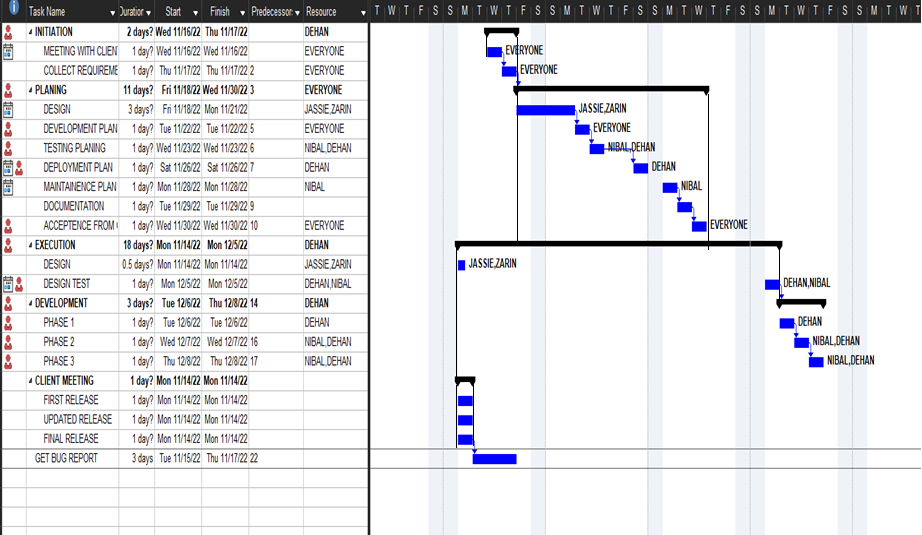 i Task Name Duratior Start Finish Predecessors Resource T W T F S S M T W T F S S M T W T F S S M T W T F S S M T W T F S S M T W T
INITIATION 2 days? Wed 11/16/22 Thu 11/17/22 DEHAN
MEETING WITH CLIEN 1 day? Wed 11/16/22 Wed 11/16/22 EVERYONE EVERYONE
COLLECT REQUIREME 1 day? Thu 11/17/22 Thu 11/17/22 2 EVERYONE EVERYONE
PLANING 11 days? Fri 11/18/22 Wed 11/30/22 3 EVERYONE
DESIGN 3 days? Fri 11/18/22 Mon 11/21/22 JASSIE,ZARIN JASSIE,ZARIN
DEVELOPMENT PLAN 1 day? Tue 11/22/22 Tue 11/22/22 5 EVERYONE EVERYONE
TESTING PLANING 1 day? Wed 11/23/22 Wed 11/23/22 6 NIBAL,DEHAN NIBAL,DEHAN
DEPLOYMENT PLAN 1 day? Sat 11/26/22 Sat 11/26/22 7 DEHAN DEHAN
MAINTAINENCE PLAN 1 day? Mon 11/28/22 Mon 11/28/22 NIBAL NIBAL
DOCUMENTATION 1 day? Tue 11/29/22 Tue 11/29/22 9
ACCEPTENCE FROM 1 day? Wed 11/30/22 Wed 11/30/22 10 EVERYONE EVERYONE
EXECUTION 18 days? Mon 11/14/22 Mon 12/5/22 DEHAN
DESIGN 0.5 days? Mon 11/14/22 Mon 11/14/22 JASSIE,ZARIN JASSIE,ZARIN
DESIGN TEST 1 day? Mon 12/5/22 Mon 12/5/22 DEHAN,NIBAL DEHAN,NIBAL
DEVELOPMENT 3 days? Tue 12/6/22 Thu 12/8/22 14 DEHAN
PHASE 1 1 day? Tue 12/6/22 Tue 12/6/22 DEHAN DEHAN
PHASE 2 1 day? Wed 12/7/22 Wed 12/7/22 16 NIBAL,DEHAN NIBAL,DEHAN
PHASE 3 1 day? Thu 12/8/22 Thu 12/8/22 17 NIBAL,DEHAN NIBAL,DEHAN
CLIENT MEETING 1 day? Mon 11/14/22 Mon 11/14/22
FIRST RELEASE 1 day? Mon 11/14/22 Mon 11/14/22
UPDATED RELEASE 1 day? Mon 11/14/22 Mon 11/14/22
FINAL RELEASE 1 day? Mon 11/14/22 Mon 11/14/22
GET BUG REPORT 3 days Tue 11/15/22 Thu 11/17/22 22